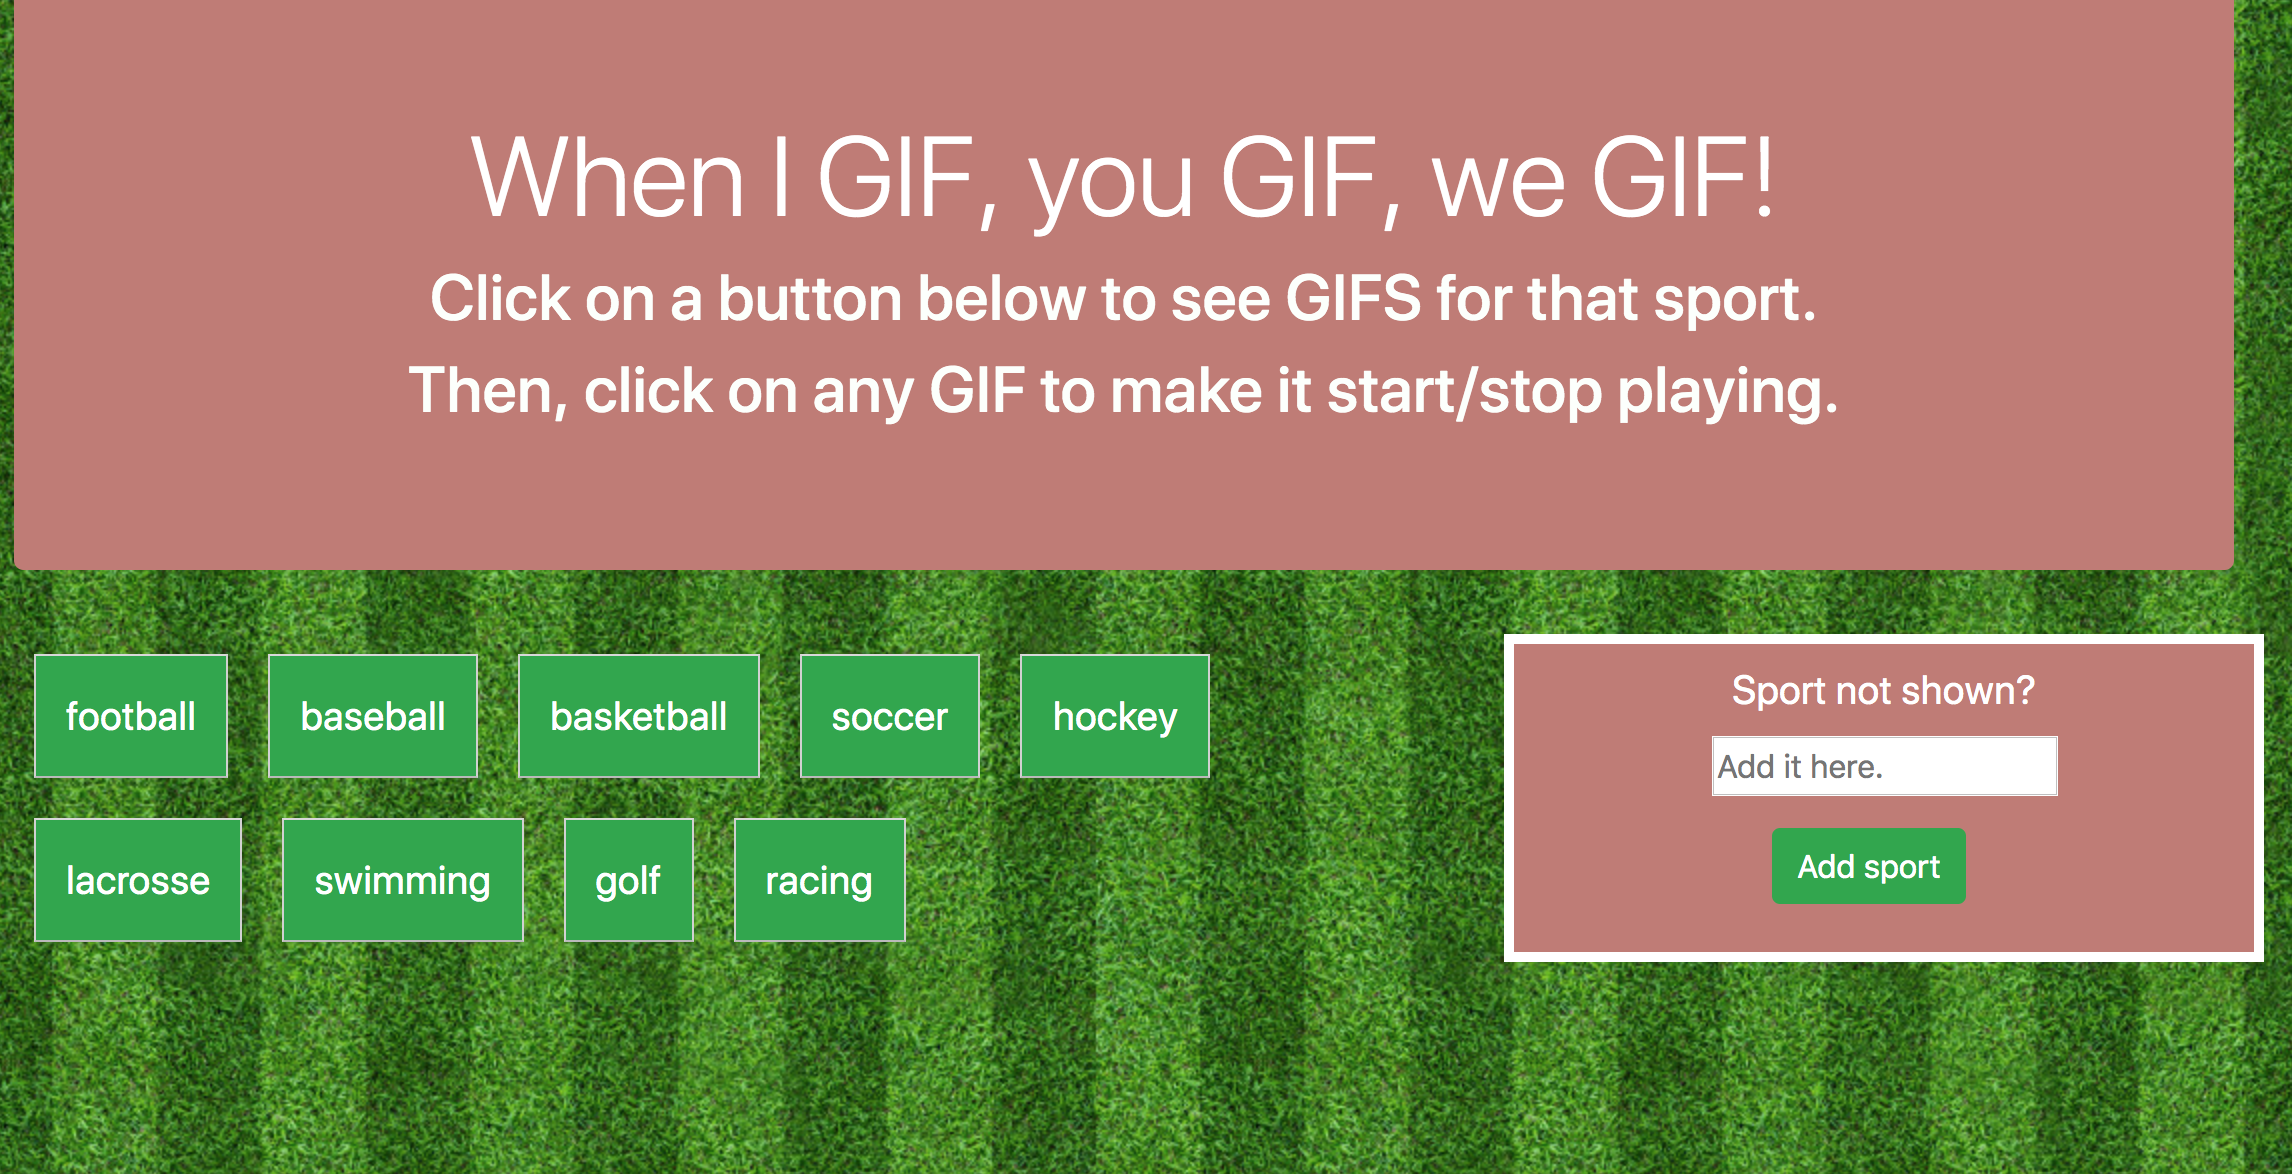 When I GIF, you GIF, we GIF!
Click on a button below to see GIFS for that sport.
Then, click on any GIF to make it start/stop playing.
football baseball basketball soccer hockey
lacrosse swimming golf racing
Sport not shown?
Add it here.
Add sport